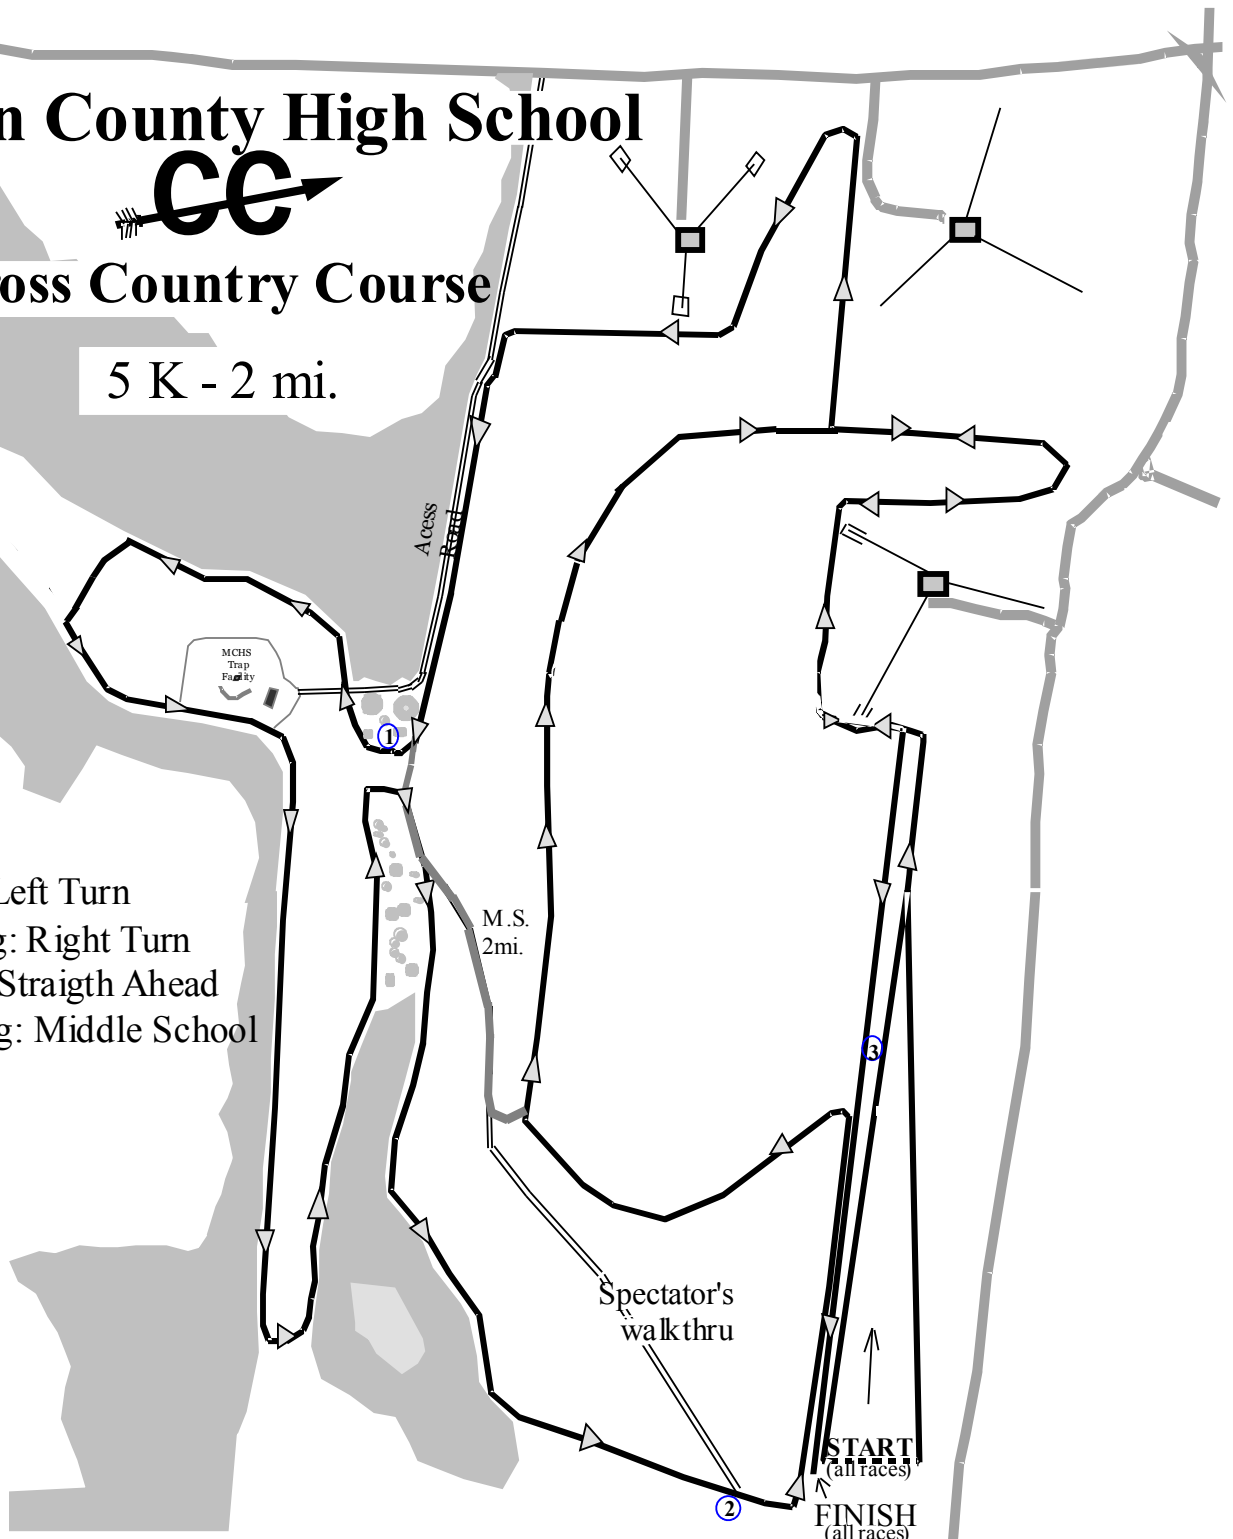 n County High School
CC
oss Country Course
5 K - 2 mi.
Acess
Road
MCHS
Trap
Facility
1
Left Turn
g: Right Turn
Straigth Ahead
g: Middle School
M.S.
2mi.
3
Spectator's
walkthru
START
(all races)
2
FINISH
(all races)